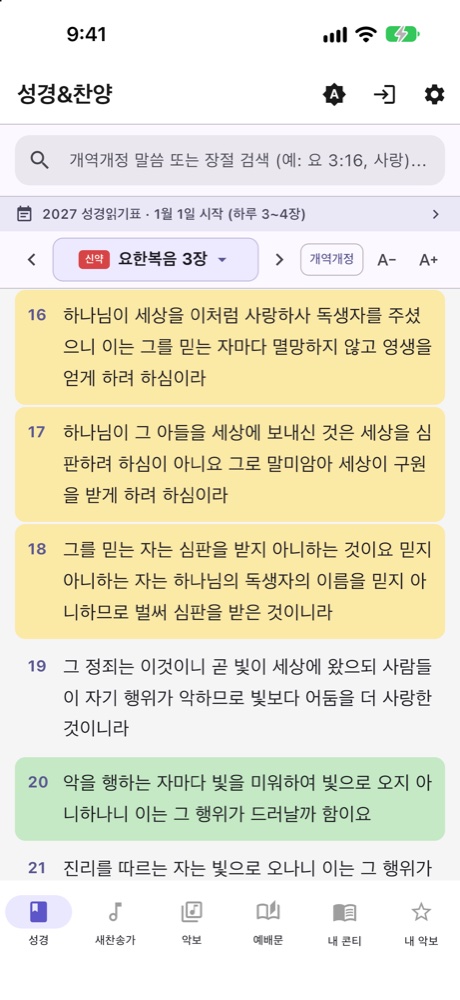 9:41
성경&찬양
A
개역개정 말씀 또는 장절 검색 (예: 요 3:16, 사랑)...
2027 성경읽기표 · 1월 1일 시작 (하루 3~4장)
신약 요한복음 3장 개역개정 A- A+
16 하나님이 세상을 이처럼 사랑하사 독생자를 주셨
으니 이는 그를 믿는 자마다 멸망하지 않고 영생을
얻게 하려 하심이라
17 하나님이 그 아들을 세상에 보내신 것은 세상을 심
판하려 하심이 아니요 그로 말미암아 세상이 구원
을 받게 하려 하심이라
18 그를 믿는 자는 심판을 받지 아니하는 것이요 믿지
아니하는 자는 하나님의 독생자의 이름을 믿지 아
니하므로 벌써 심판을 받은 것이니라
19 그 정죄는 이것이니 곧 빛이 세상에 왔으되 사람들
이 자기 행위가 악하므로 빛보다 어둠을 더 사랑한
것이니라
20 악을 행하는 자마다 빛을 미워하여 빛으로 오지 아
니하나니 이는 그 행위가 드러날까 함이요
21 진리를 따르는 자는 빛으로 오나니 이는 그 행위가
성경 새찬송가 악보 예배문 내 콘티 내 악보